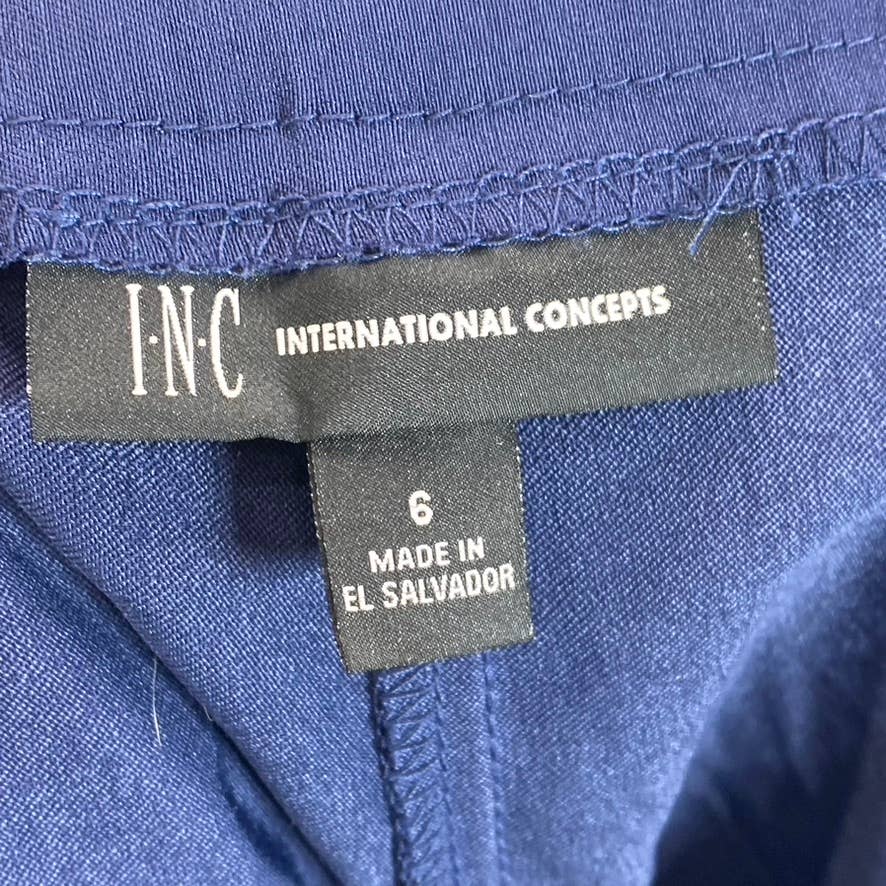 I·N·C INTERNATIONAL CONCEPTS
6
MADE IN
EL SALVADOR